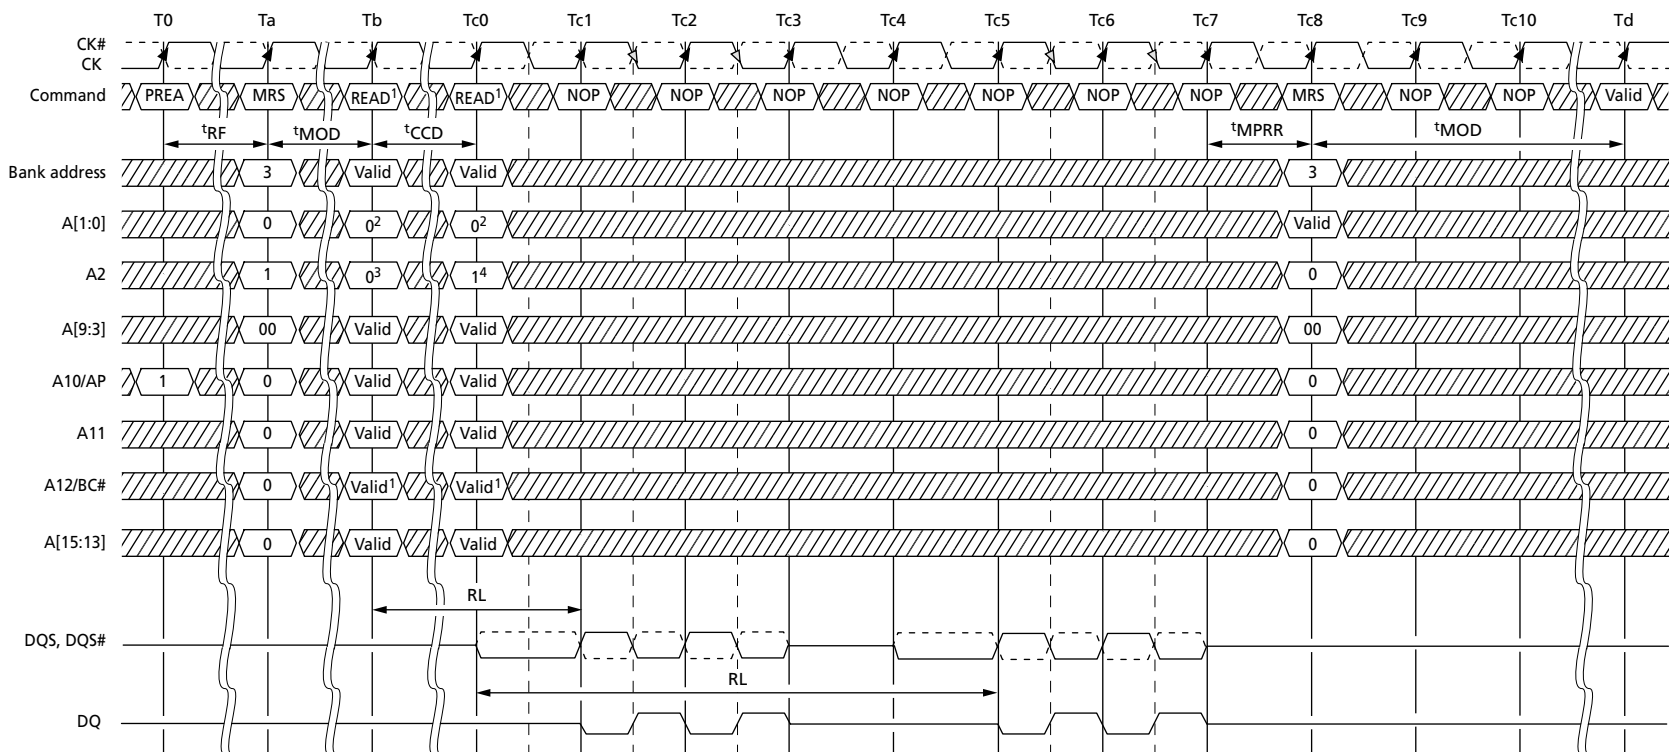 T0 Ta Tb Tc0 Tc1 Tc2 Tc3 Tc4 Tc5 Tc6 Tc7 Tc8 Tc9 Tc10 Td
CK#
CK
Command PREA MRS READ¹ READ¹ NOP NOP NOP NOP NOP NOP NOP MRS NOP NOP Valid
ᵗRF ᵗMOD ᵗCCD ᵗMPRR ᵗMOD
Bank address 3 Valid Valid 3
A[1:0] 0 0² 0² Valid
A2 1 0³ 1⁴ 0
A[9:3] 00 Valid Valid 00
A10/AP 1 0 Valid Valid 0
A11 0 Valid Valid 0
A12/BC# 0 Valid¹ Valid¹ 0
A[15:13] 0 Valid Valid 0
RL
DQS, DQS#
RL
DQ